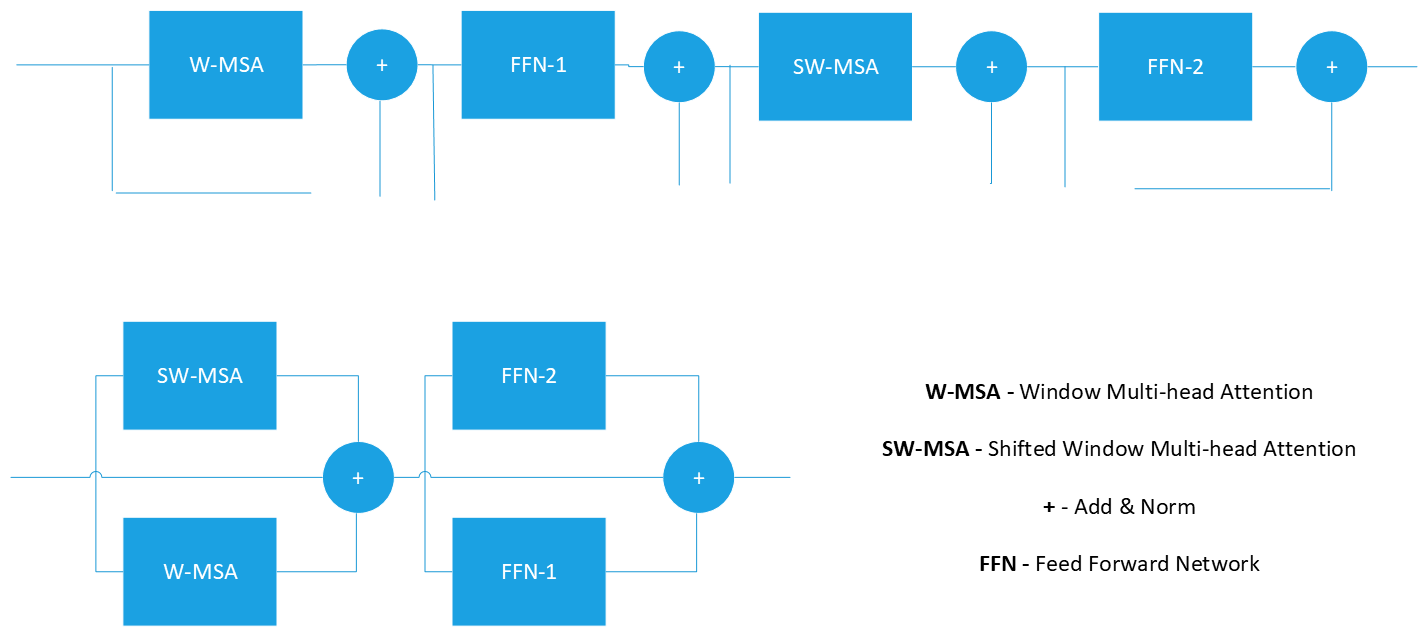 W-MSA
+
FFN-1
+
SW-MSA
+
FFN-2
+
SW-MSA
FFN-2
+
+
W-MSA
FFN-1
W-MSA - Window Multi-head Attention
SW-MSA - Shifted Window Multi-head Attention
+ - Add & Norm
FFN - Feed Forward Network